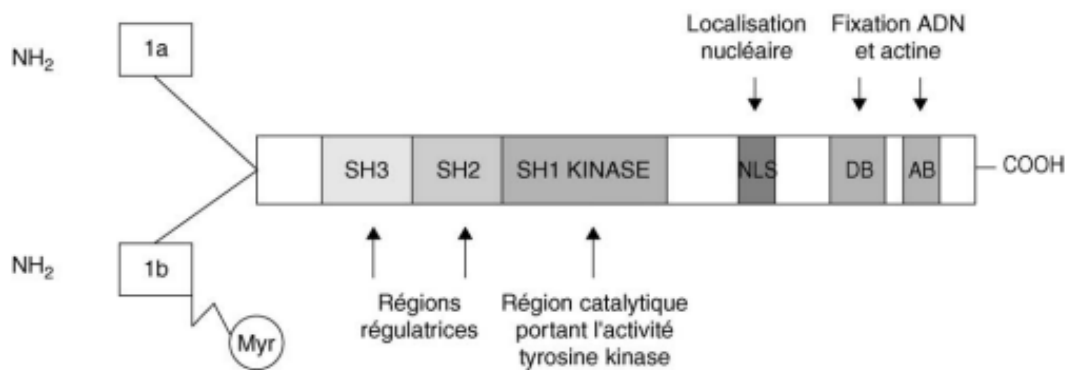 Localisation
nucléaire
Fixation ADN
et actine
NH2
1a
SH3
SH2
SH1 KINASE
NLS
DB
AB
COOH
NH2
1b
Myr
Régions
régulatrices
Région catalytique
portant l'activité
tyrosine kinase